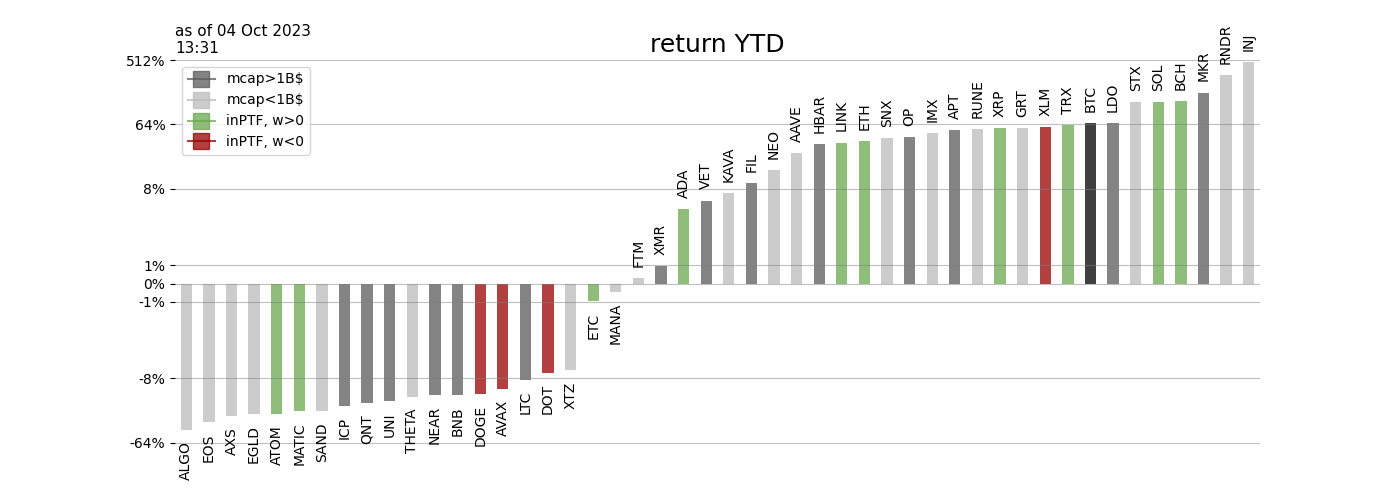 as of 04 Oct 2023
13:31
return YTD
512%
64%
8%
1%
0%
-1%
-8%
-64%
mcap>1B$
mcap<1B$
inPTF, w>0
inPTF, w<0
ALGO
EOS
AXS
EGLD
ATOM
MATIC
SAND
ICP
QNT
UNI
THETA
NEAR
BNB
DOGE
AVAX
LTC
DOT
XTZ
ETC
MANA
FTM
XMR
ADA
VET
KAVA
FIL
NEO
AAVE
HBAR
LINK
ETH
SNX
OP
IMX
APT
RUNE
XRP
GRT
XLM
TRX
BTC
LDO
STX
SOL
BCH
MKR
RNDR
INJ